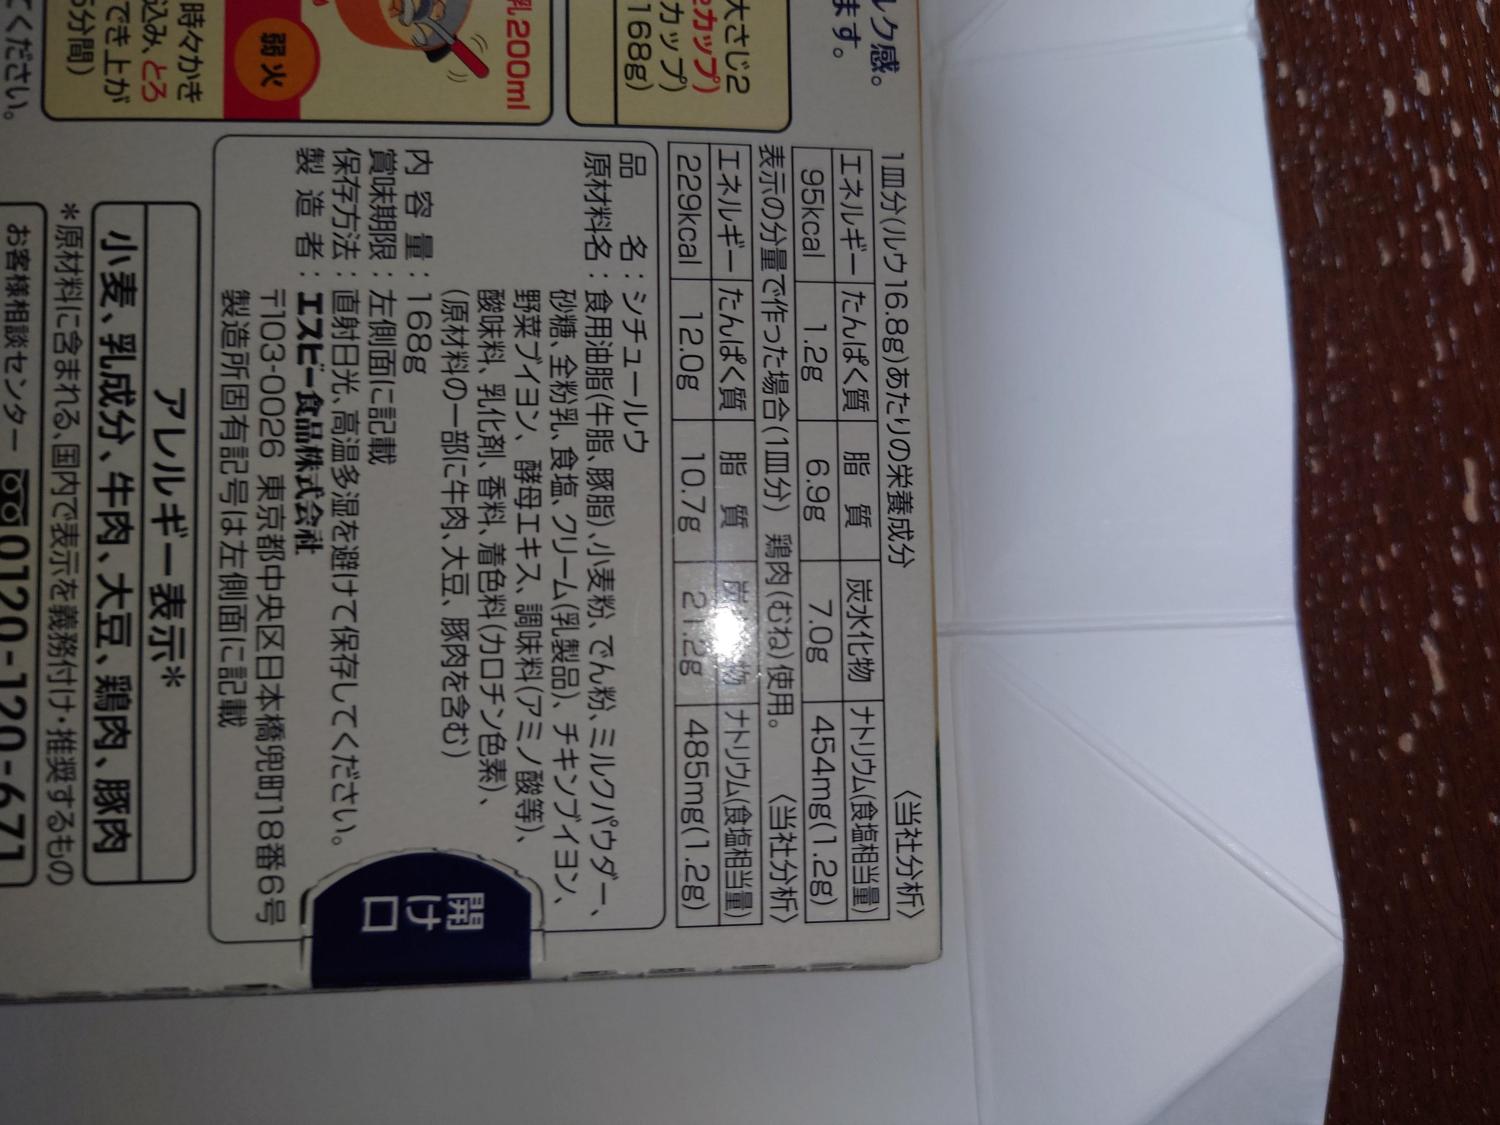 ルク感。
ます。
大さじ2
2カップ)
カップ)
168g)
乳200ml
弱火
時々かき
込み、とろ
でき上が
5分間)
てください。
1皿分(ルウ16.8g)あたりの栄養成分 〈当社分析〉
エネルギー たんぱく質 脂質 炭水化物 ナトリウム(食塩相当量)
95kcal 1.2g 6.9g 7.0g 454mg(1.2g)
表示の分量で作った場合(1皿分) 鶏肉(むね)使用。 〈当社分析〉
エネルギー たんぱく質 脂質 炭水化物 ナトリウム(食塩相当量)
229kcal 12.0g 10.7g 21.2g 485mg(1.2g)
品名:シチュールウ
原材料名:食用油脂(牛脂、豚脂)、小麦粉、でん粉、ミルクパウダー、
砂糖、全粉乳、食塩、クリーム(乳製品)、チキンブイヨン、
野菜ブイヨン、酵母エキス、調味料(アミノ酸等)、
酸味料、乳化剤、香料、着色料(カロチン色素)、
(原材料の一部に牛肉、大豆、豚肉を含む)
内容量:168g
賞味期限:左側面に記載
保存方法:直射日光、高温多湿を避けて保存してください。
製造者:エスビー食品株式会社
〒103-0026 東京都中央区日本橋兜町18番6号
製造所固有記号は左側面に記載
開け口
アレルギー表示*
小麦、乳成分、牛肉、大豆、鶏肉、豚肉
*原材料に含まれる、国内で表示を義務付け・推奨するもの
お客様相談センター 0120-120-671